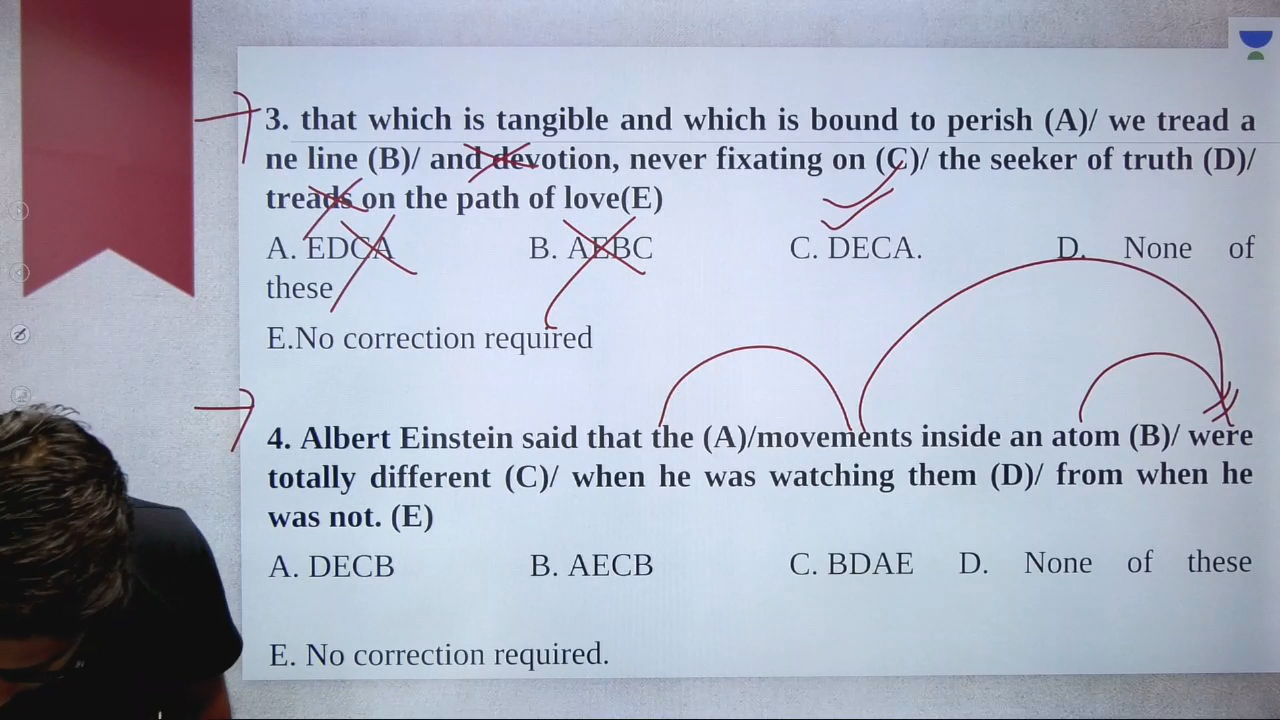 3. that which is tangible and which is bound to perish (A)/ we tread a
ne line (B)/ and devotion, never fixating on (C)/ the seeker of truth (D)/
treads on the path of love(E)
A. EDCA B. AEBC C. DECA. D. None of
these
E.No correction required
4. Albert Einstein said that the (A)/movements inside an atom (B)/ were
totally different (C)/ when he was watching them (D)/ from when he
was not. (E)
A. DECB B. AECB C. BDAE D. None of these
E. No correction required.